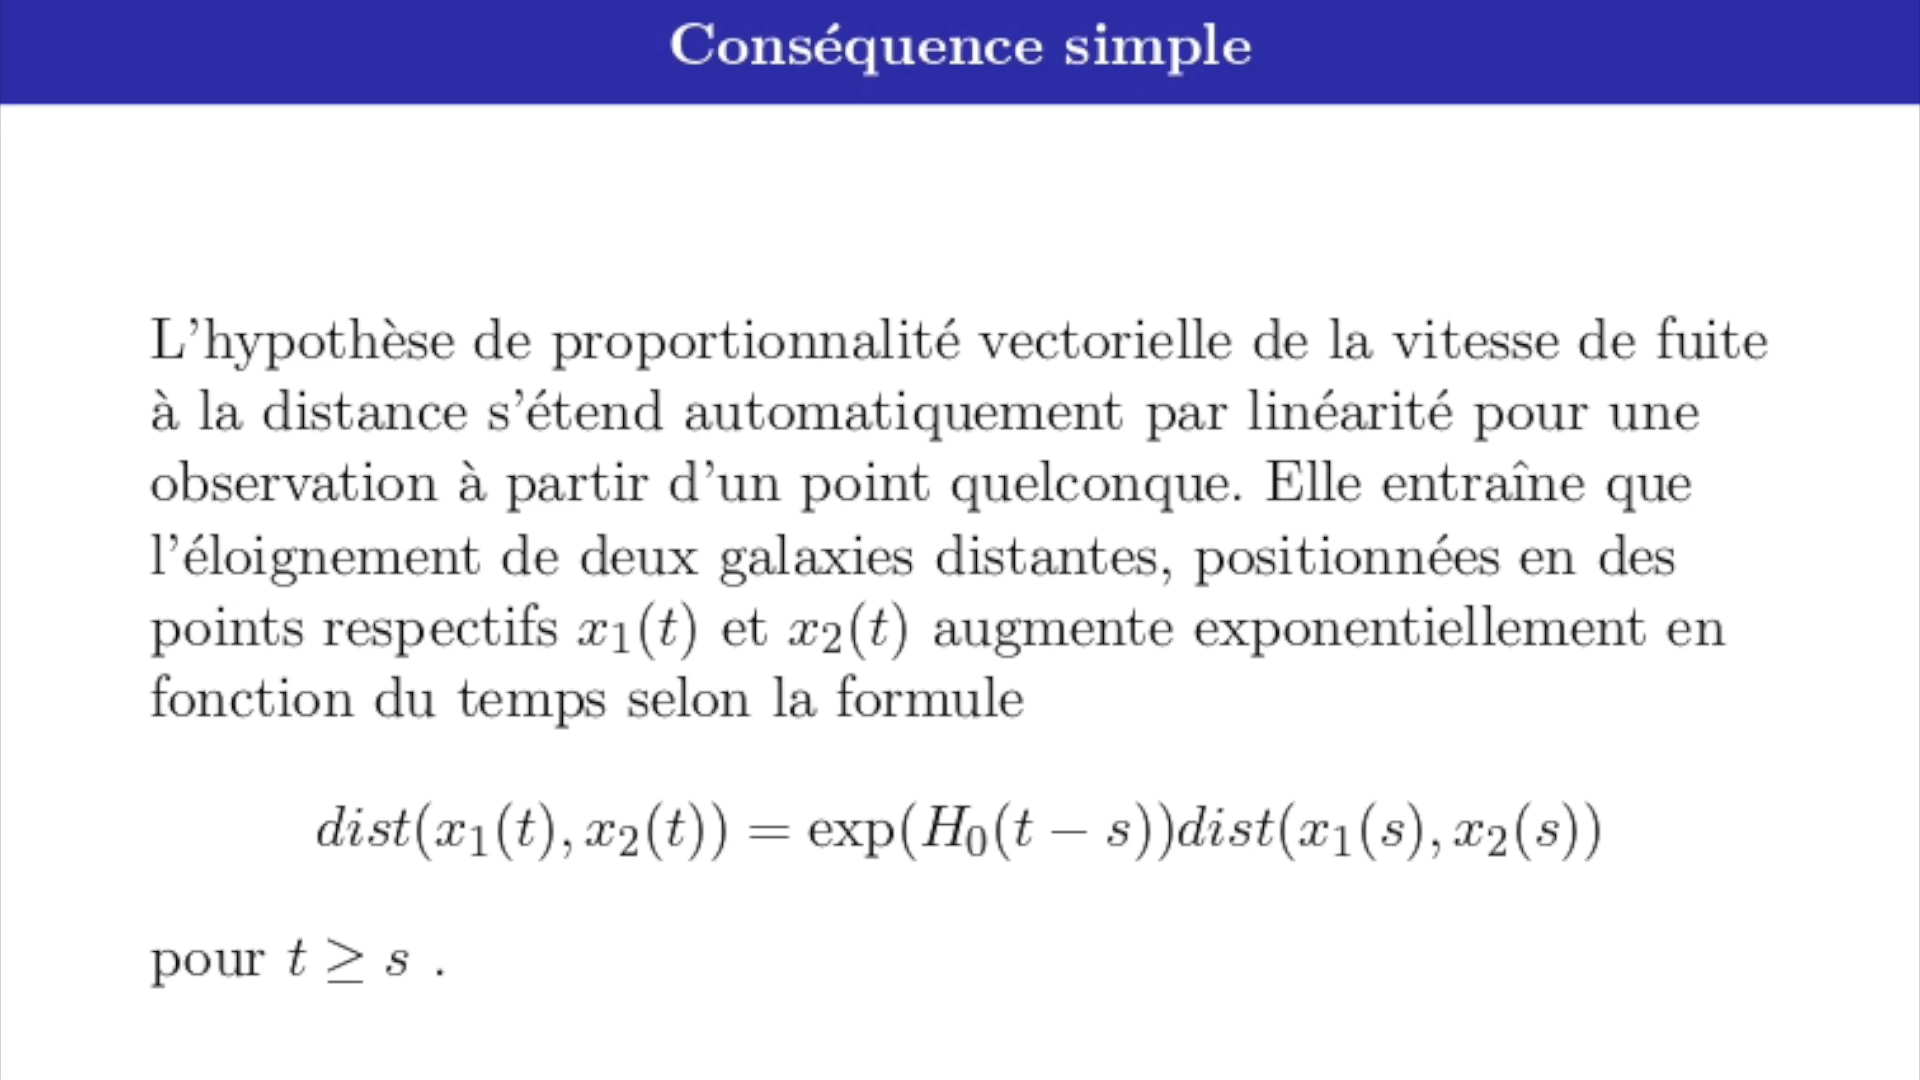 Conséquence simple
L'hypothèse de proportionnalité vectorielle de la vitesse de fuite
à la distance s'étend automatiquement par linéarité pour une
observation à partir d'un point quelconque. Elle entraîne que
l'éloignement de deux galaxies distantes, positionnées en des
points respectifs x₁(t) et x₂(t) augmente exponentiellement en
fonction du temps selon la formule
dist(x₁(t), x₂(t)) = exp(H₀(t − s))dist(x₁(s), x₂(s))
pour t ≥ s .